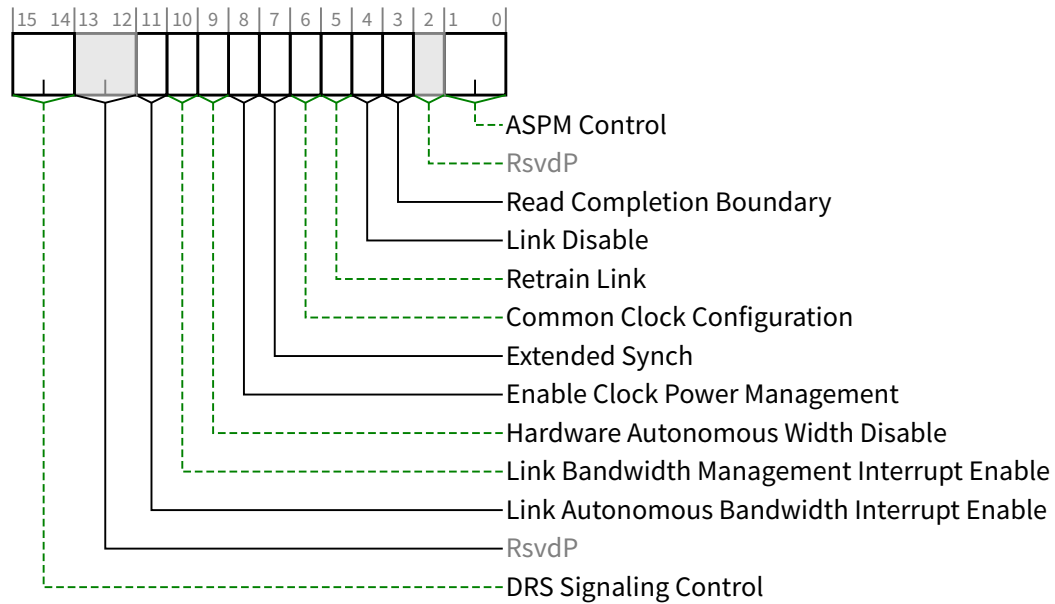 15 14 13 12 11 10 9 8 7 6 5 4 3 2 1 0
ASPM Control
RsvdP
Read Completion Boundary
Link Disable
Retrain Link
Common Clock Configuration
Extended Synch
Enable Clock Power Management
Hardware Autonomous Width Disable
Link Bandwidth Management Interrupt Enable
Link Autonomous Bandwidth Interrupt Enable
RsvdP
DRS Signaling Control